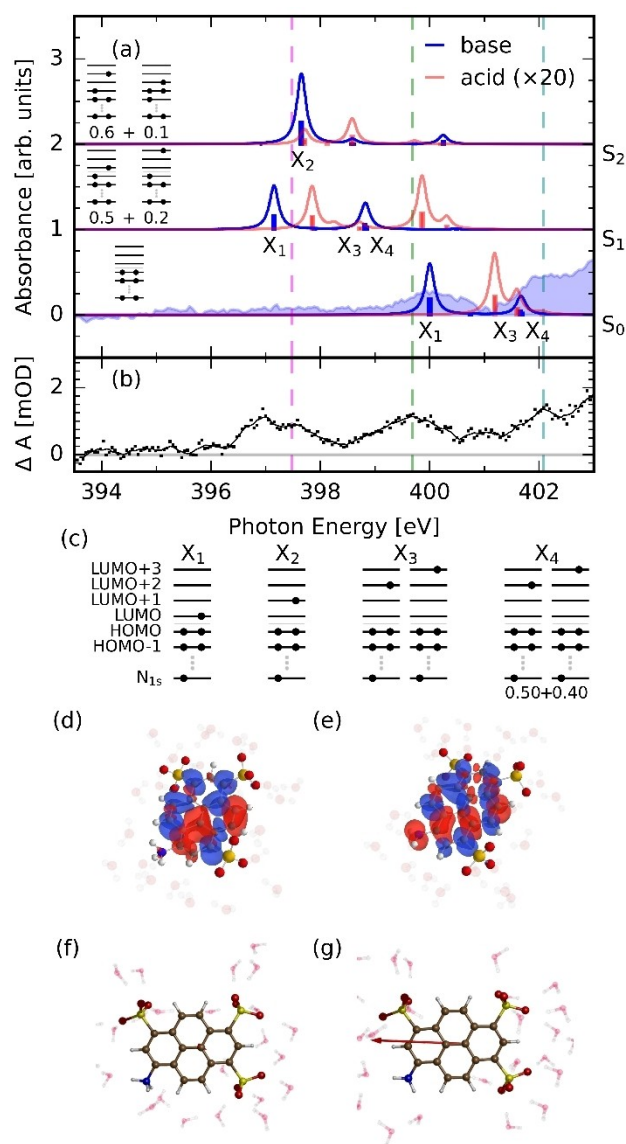 (a)
base
acid (×20)
3
2
1
0
Absorbance [arb. units]
0.6 + 0.1
0.5 + 0.2
X2
S2
X1 X3 X4
S1
X1 X3 X4
S0
(b)
2
0
Δ A [mOD]
394 396 398 400 402
Photon Energy [eV]
(c)
X1 X2 X3 X4
LUMO+3
LUMO+2
LUMO+1
LUMO
HOMO
HOMO-1
N1s
0.50+0.40
(d) (e)
(f) (g)